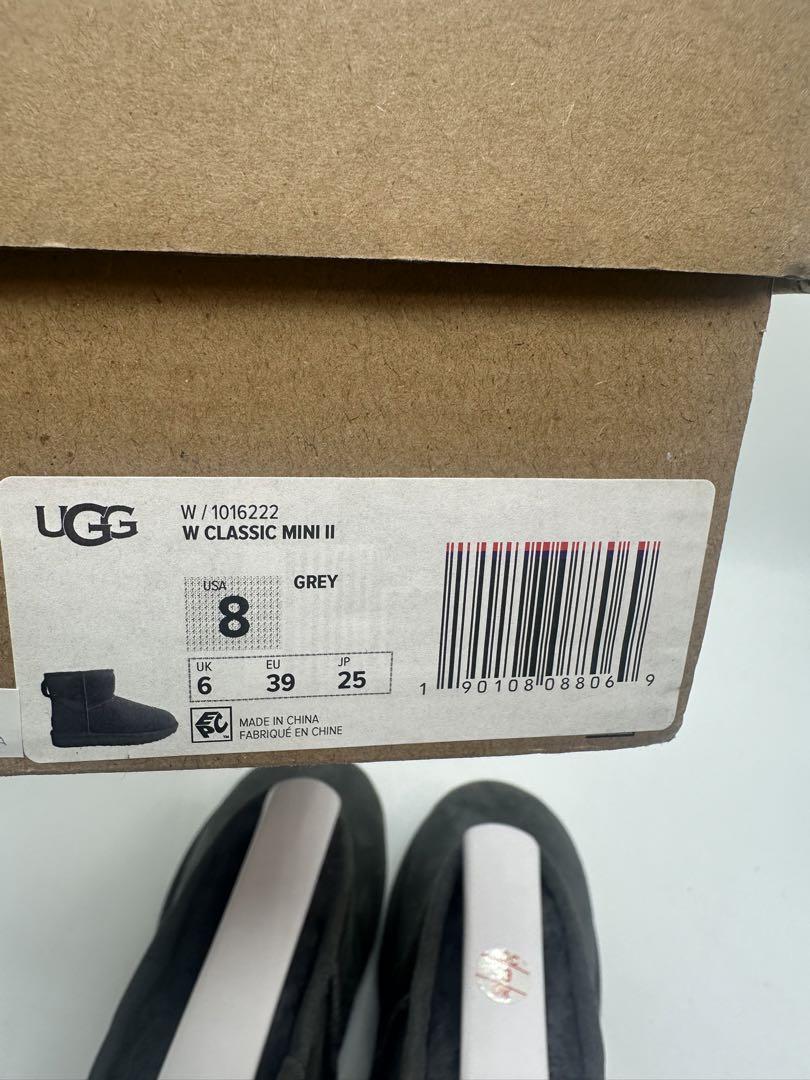 UGG
W / 1016222
W CLASSIC MINI II
USA
8
GREY
UK EU JP
6 39 25
EPC™
MADE IN CHINA
FABRIQUÉ EN CHINE
1 90108 08806 9
A